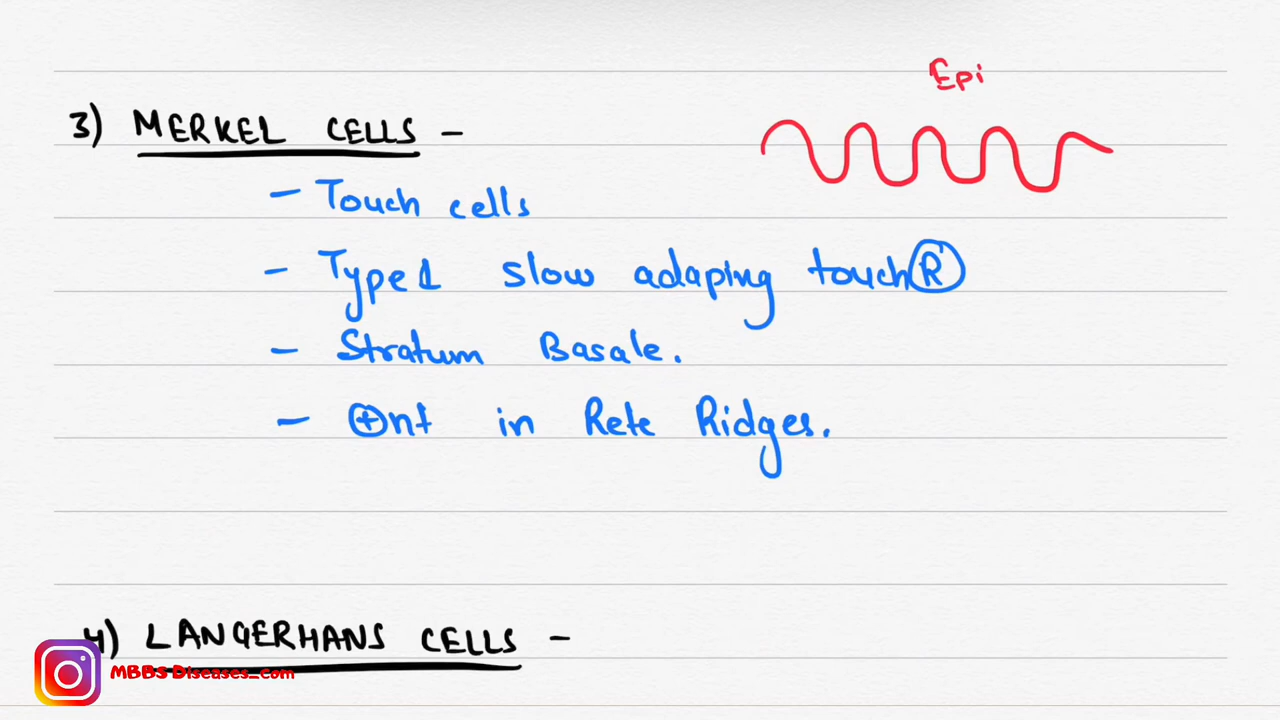 Epi
3) MERKEL CELLS -
- Touch cells
- Type 1 slow adaping touch Ⓡ
- Stratum Basale.
- ⊕nt in Rete Ridges.
4) LANGERHANS CELLS -
MBBS Diseases_com